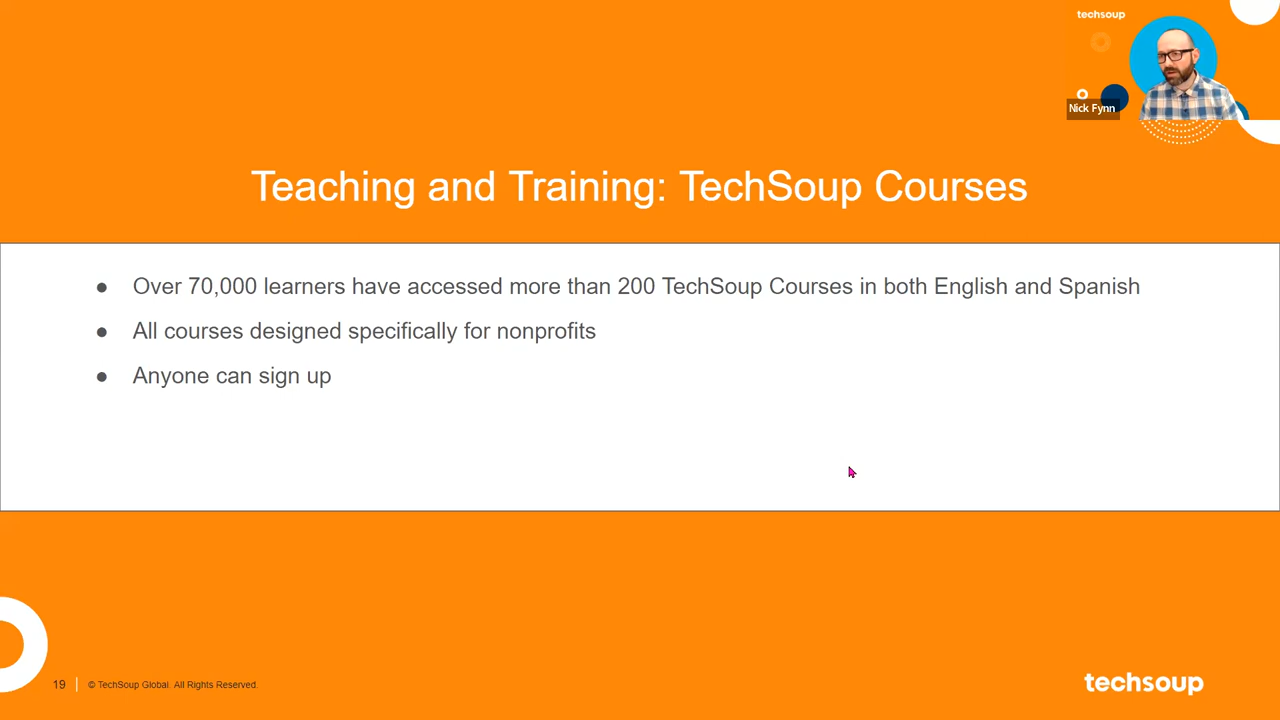 techsoup
Nick Fynn
Teaching and Training: TechSoup Courses
● Over 70,000 learners have accessed more than 200 TechSoup Courses in both English and Spanish
● All courses designed specifically for nonprofits
● Anyone can sign up
19 | © TechSoup Global. All Rights Reserved.
techsoup